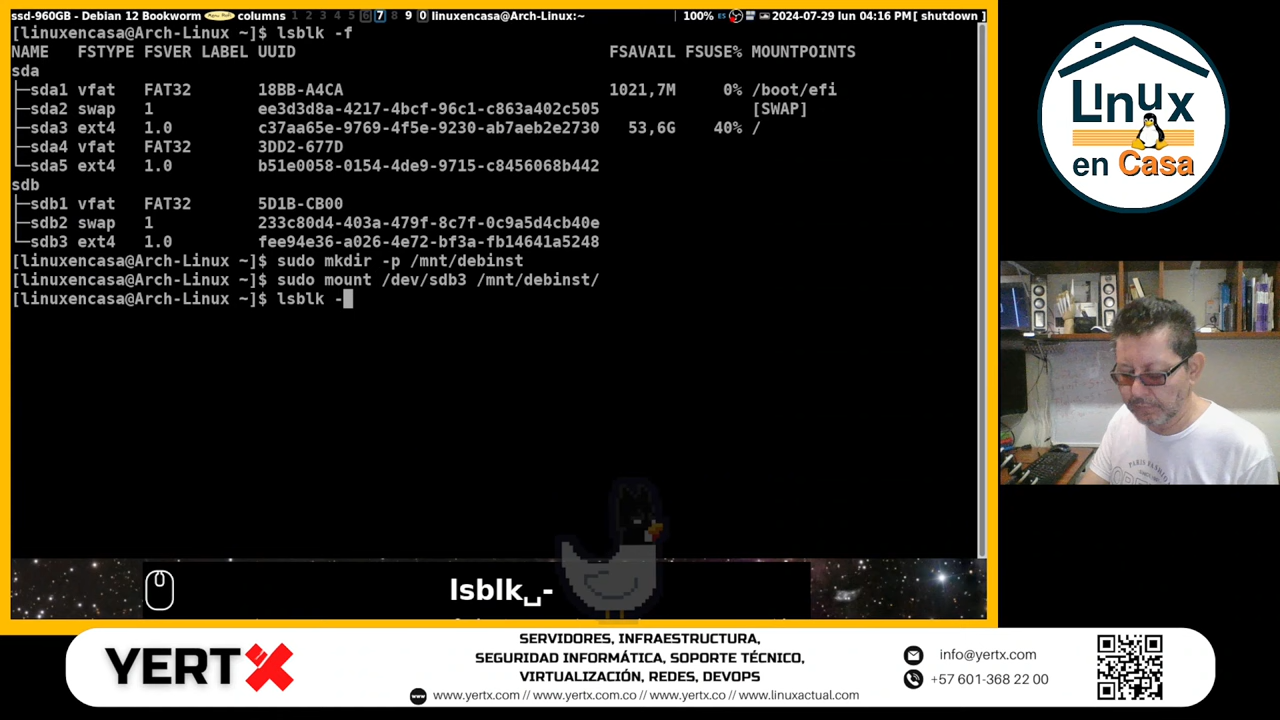 ssd-960GB - Debian 12 Bookworm columns 1 2 3 4 5 6 7 8 9 0 linuxencasa@Arch-Linux:~ 100% ES 2024-07-29 lun 04:16 PM[ shutdown ]
[linuxencasa@Arch-Linux ~]$ lsblk -f
NAME FSTYPE FSVER LABEL UUID FSAVAIL FSUSE% MOUNTPOINTS
sda
├─sda1 vfat FAT32 18BB-A4CA 1021,7M 0% /boot/efi
├─sda2 swap 1 ee3d3d8a-4217-4bcf-96c1-c863a402c505 [SWAP]
├─sda3 ext4 1.0 c37aa65e-9769-4f5e-9230-ab7aeb2e2730 53,6G 40% /
├─sda4 vfat FAT32 3DD2-677D
└─sda5 ext4 1.0 b51e0058-0154-4de9-9715-c8456068b442
sdb
├─sdb1 vfat FAT32 5D1B-CB00
├─sdb2 swap 1 233c80d4-403a-479f-8c7f-0c9a5d4cb40e
└─sdb3 ext4 1.0 fee94e36-a026-4e72-bf3a-fb14641a5248
[linuxencasa@Arch-Linux ~]$ sudo mkdir -p /mnt/debinst
[linuxencasa@Arch-Linux ~]$ sudo mount /dev/sdb3 /mnt/debinst/
[linuxencasa@Arch-Linux ~]$ lsblk -
lsblk␣-
Linux
en Casa
PARIS FASHION
YERTX
SERVIDORES, INFRAESTRUCTURA,
SEGURIDAD INFORMÁTICA, SOPORTE TÉCNICO,
VIRTUALIZACIÓN, REDES, DEVOPS
www.yertx.com // www.yertx.com.co // www.yertx.co // www.linuxactual.com
info@yertx.com
+57 601-368 22 00